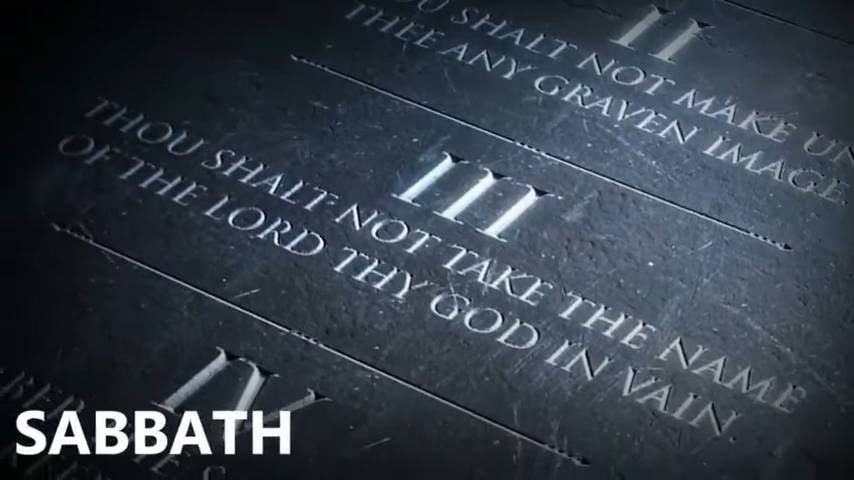 II
THOU SHALT NOT MAKE UN
THEE ANY GRAVEN IMAGE.
III
THOU SHALT NOT TAKE THE NAME
OF THE LORD THY GOD IN VAIN.
IV
SABBATH